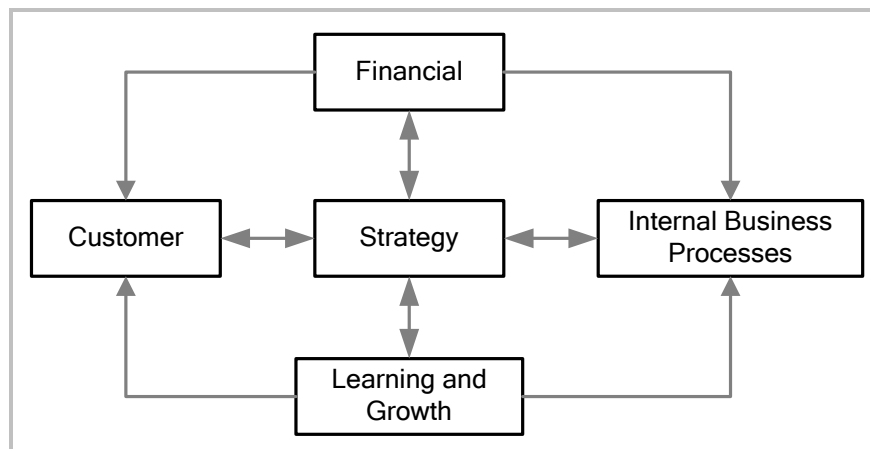 Financial
Customer
Strategy
Internal Business
Processes
Learning and
Growth